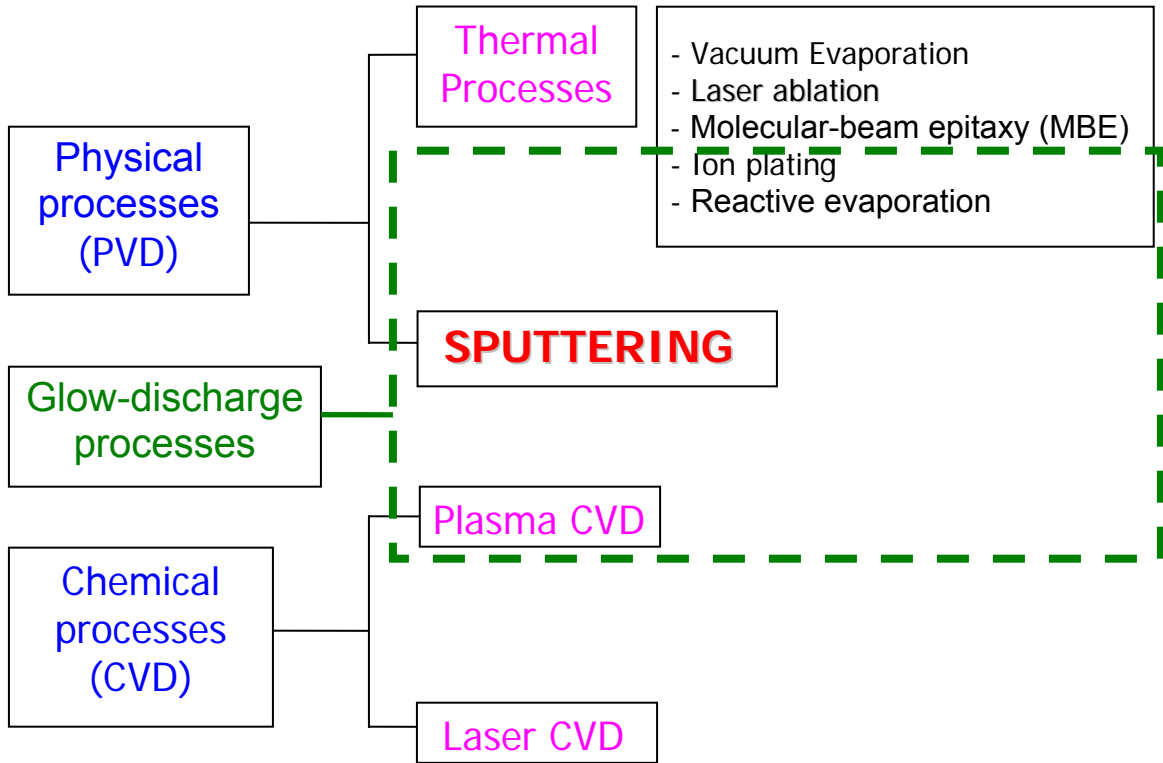 Thermal
Processes
- Vacuum Evaporation
- Laser ablation
- Molecular-beam epitaxy (MBE)
- Ion plating
- Reactive evaporation
Physical
processes
(PVD)
SPUTTERING
Glow-discharge
processes
Plasma CVD
Chemical
processes
(CVD)
Laser CVD